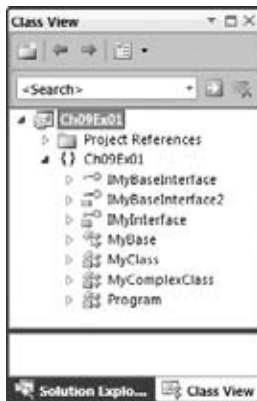 Class View
<Search>
Ch09Ex01
Project References
{} Ch09Ex01
IMyBaseInterface
IMyBaseInterface2
IMyInterface
MyBase
MyClass
MyComplexClass
Program
Solution Explo...
Class View